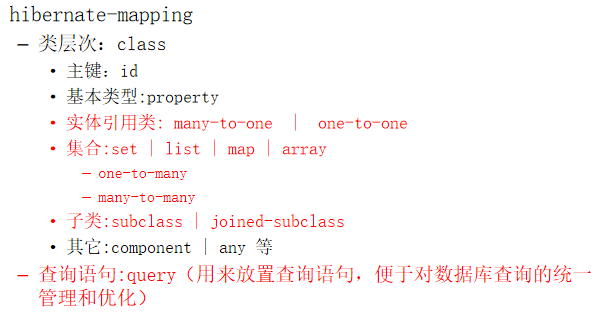 hibernate-mapping
– 类层次：class
• 主键：id
• 基本类型:property
• 实体引用类: many-to-one | one-to-one
• 集合:set | list | map | array
– one-to-many
– many-to-many
• 子类:subclass | joined-subclass
• 其它:component | any 等
– 查询语句:query（用来放置查询语句，便于对数据库查询的统一
管理和优化）